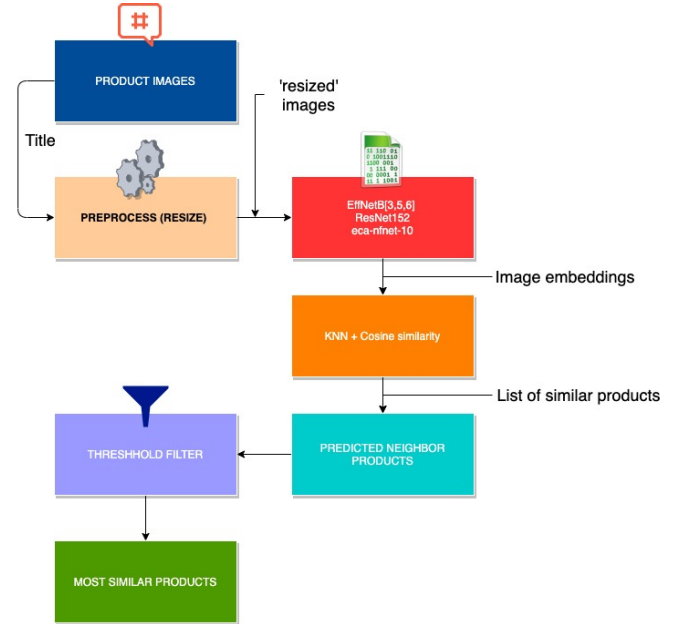 #
PRODUCT IMAGES
'resized'
images
Title
PREPROCESS (RESIZE)
EffNetB[3,5,6]
ResNet152
eca-nfnet-10
Image embeddings
KNN + Cosine similarity
List of similar products
THRESHHOLD FILTER
PREDICTED NEIGHBOR
PRODUCTS
MOST SIMILAR PRODUCTS